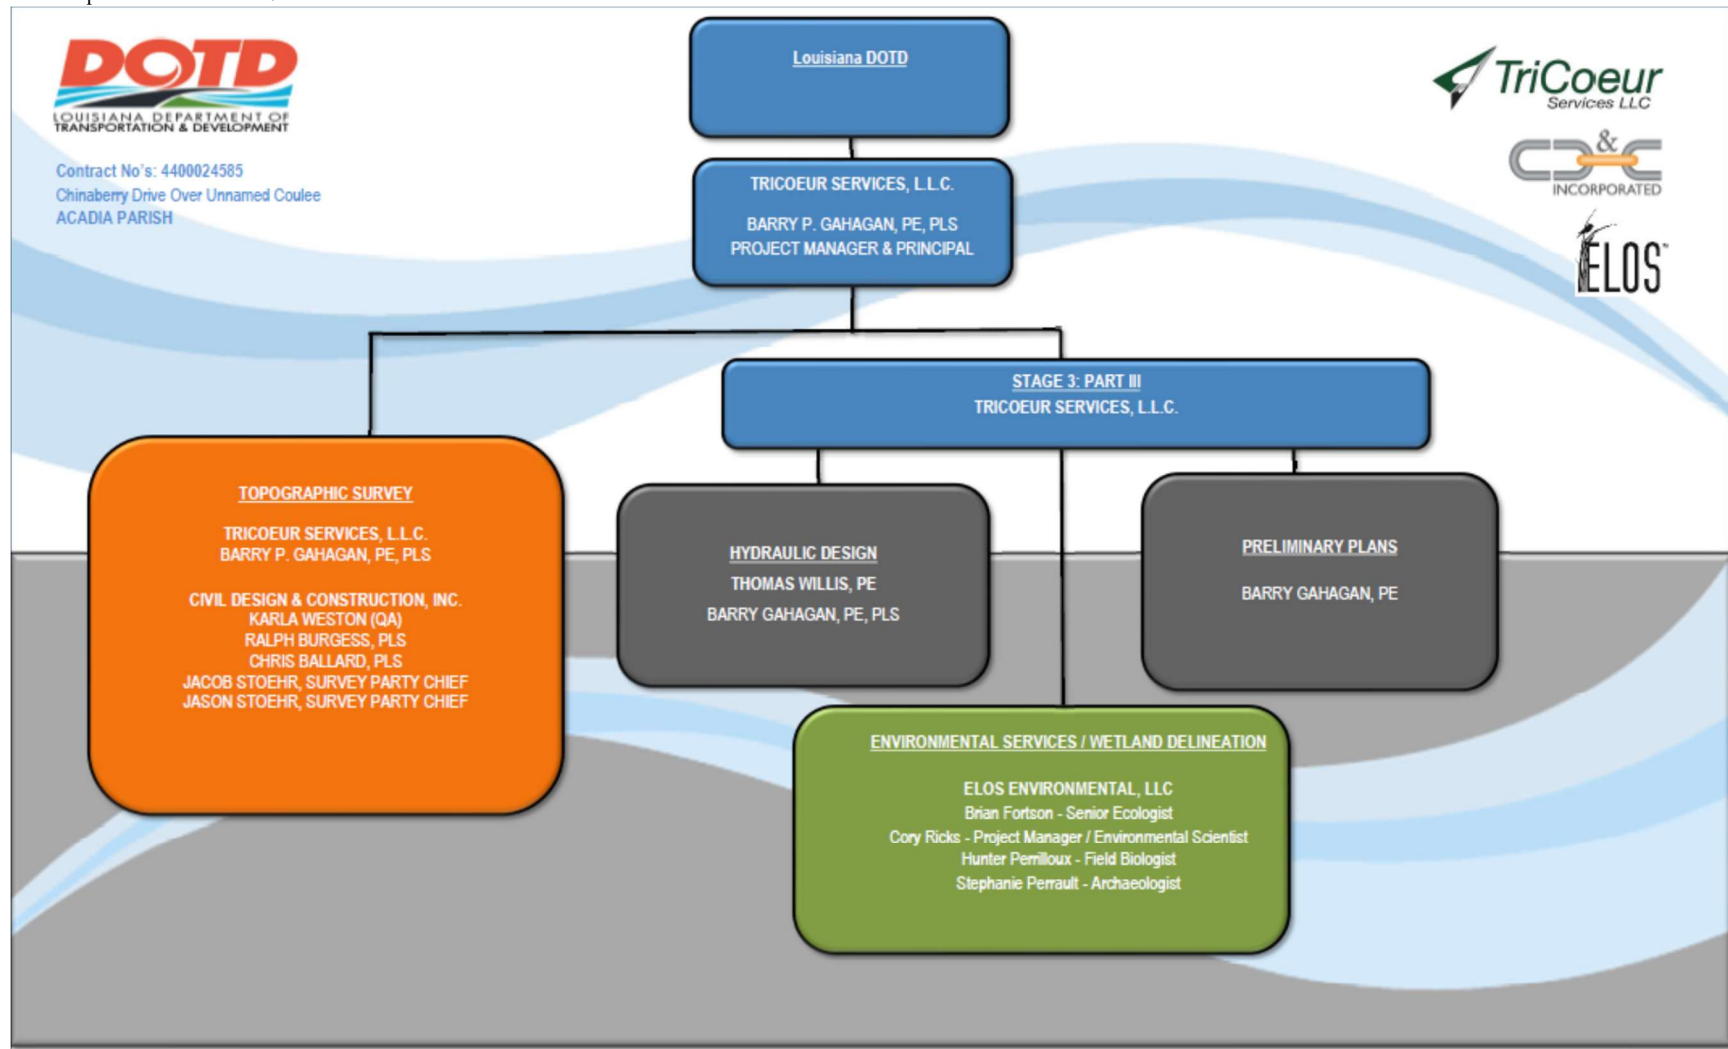 DOTD
LOUISIANA DEPARTMENT OF
TRANSPORTATION & DEVELOPMENT
Contract No's: 4400024585
Chinaberry Drive Over Unnamed Coulee
ACADIA PARISH
Louisiana DOTD
TriCoeur
Services LLC
C D & C
INCORPORATED
ELOS™
TRICOEUR SERVICES, L.L.C.
BARRY P. GAHAGAN, PE, PLS
PROJECT MANAGER & PRINCIPAL
STAGE 3: PART III
TRICOEUR SERVICES, L.L.C.
TOPOGRAPHIC SURVEY
TRICOEUR SERVICES, L.L.C.
BARRY P. GAHAGAN, PE, PLS
CIVIL DESIGN & CONSTRUCTION, INC.
KARLA WESTON (QA)
RALPH BURGESS, PLS
CHRIS BALLARD, PLS
JACOB STOEHR, SURVEY PARTY CHIEF
JASON STOEHR, SURVEY PARTY CHIEF
HYDRAULIC DESIGN
THOMAS WILLIS, PE
BARRY GAHAGAN, PE, PLS
PRELIMINARY PLANS
BARRY GAHAGAN, PE
ENVIRONMENTAL SERVICES / WETLAND DELINEATION
ELOS ENVIRONMENTAL, LLC
Brian Fortson - Senior Ecologist
Cory Ricks - Project Manager / Environmental Scientist
Hunter Perrilloux - Field Biologist
Stephanie Perrault - Archaeologist